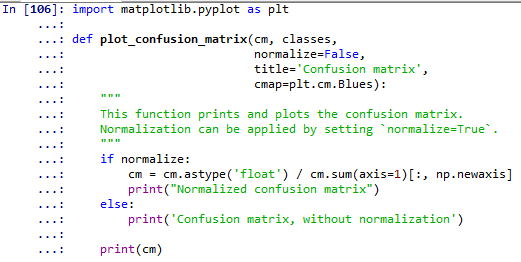 In [106]: import matplotlib.pyplot as plt
     ...:
     ...: def plot_confusion_matrix(cm, classes,
     ...:                           normalize=False,
     ...:                           title='Confusion matrix',
     ...:                           cmap=plt.cm.Blues):
     ...:     """
     ...:     This function prints and plots the confusion matrix.
     ...:     Normalization can be applied by setting `normalize=True`.
     ...:     """
     ...:     if normalize:
     ...:         cm = cm.astype('float') / cm.sum(axis=1)[:, np.newaxis]
     ...:         print("Normalized confusion matrix")
     ...:     else:
     ...:         print('Confusion matrix, without normalization')
     ...:
     ...:     print(cm)